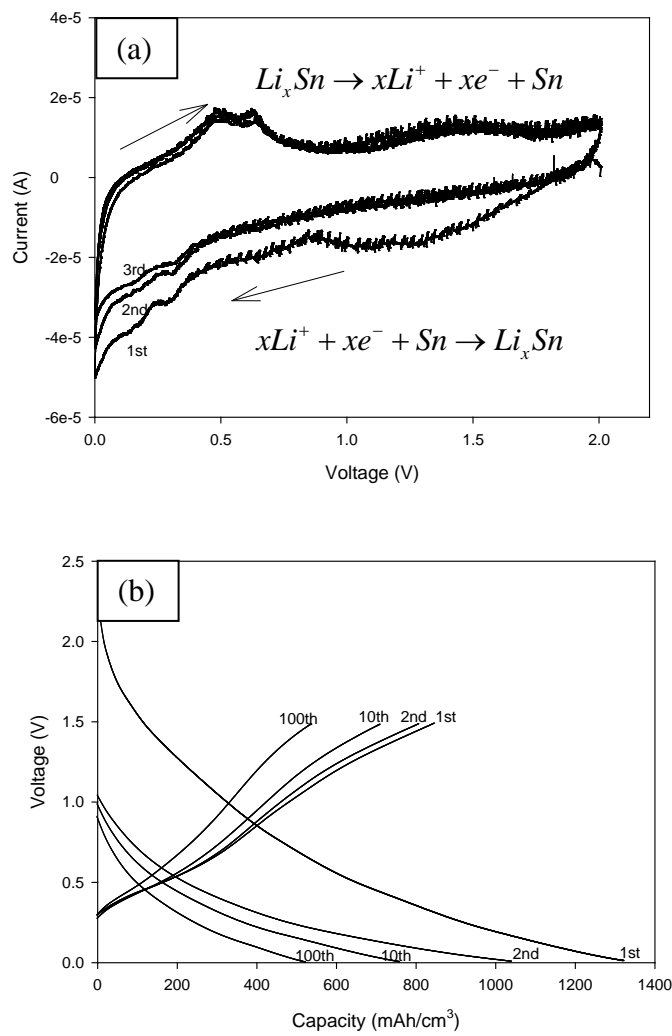 (a)
4e-5
2e-5
0
-2e-5
-4e-5
-6e-5
Current (A)
Li_xSn → xLi⁺ + xe⁻ + Sn
3rd
2nd
1st
xLi⁺ + xe⁻ + Sn → Li_xSn
0.0 0.5 1.0 1.5 2.0
Voltage (V)
(b)
2.5
2.0
1.5
1.0
0.5
0.0
Voltage (V)
100th 10th 2nd 1st
100th 10th 2nd 1st
0 200 400 600 800 1000 1200 1400
Capacity (mAh/cm³)